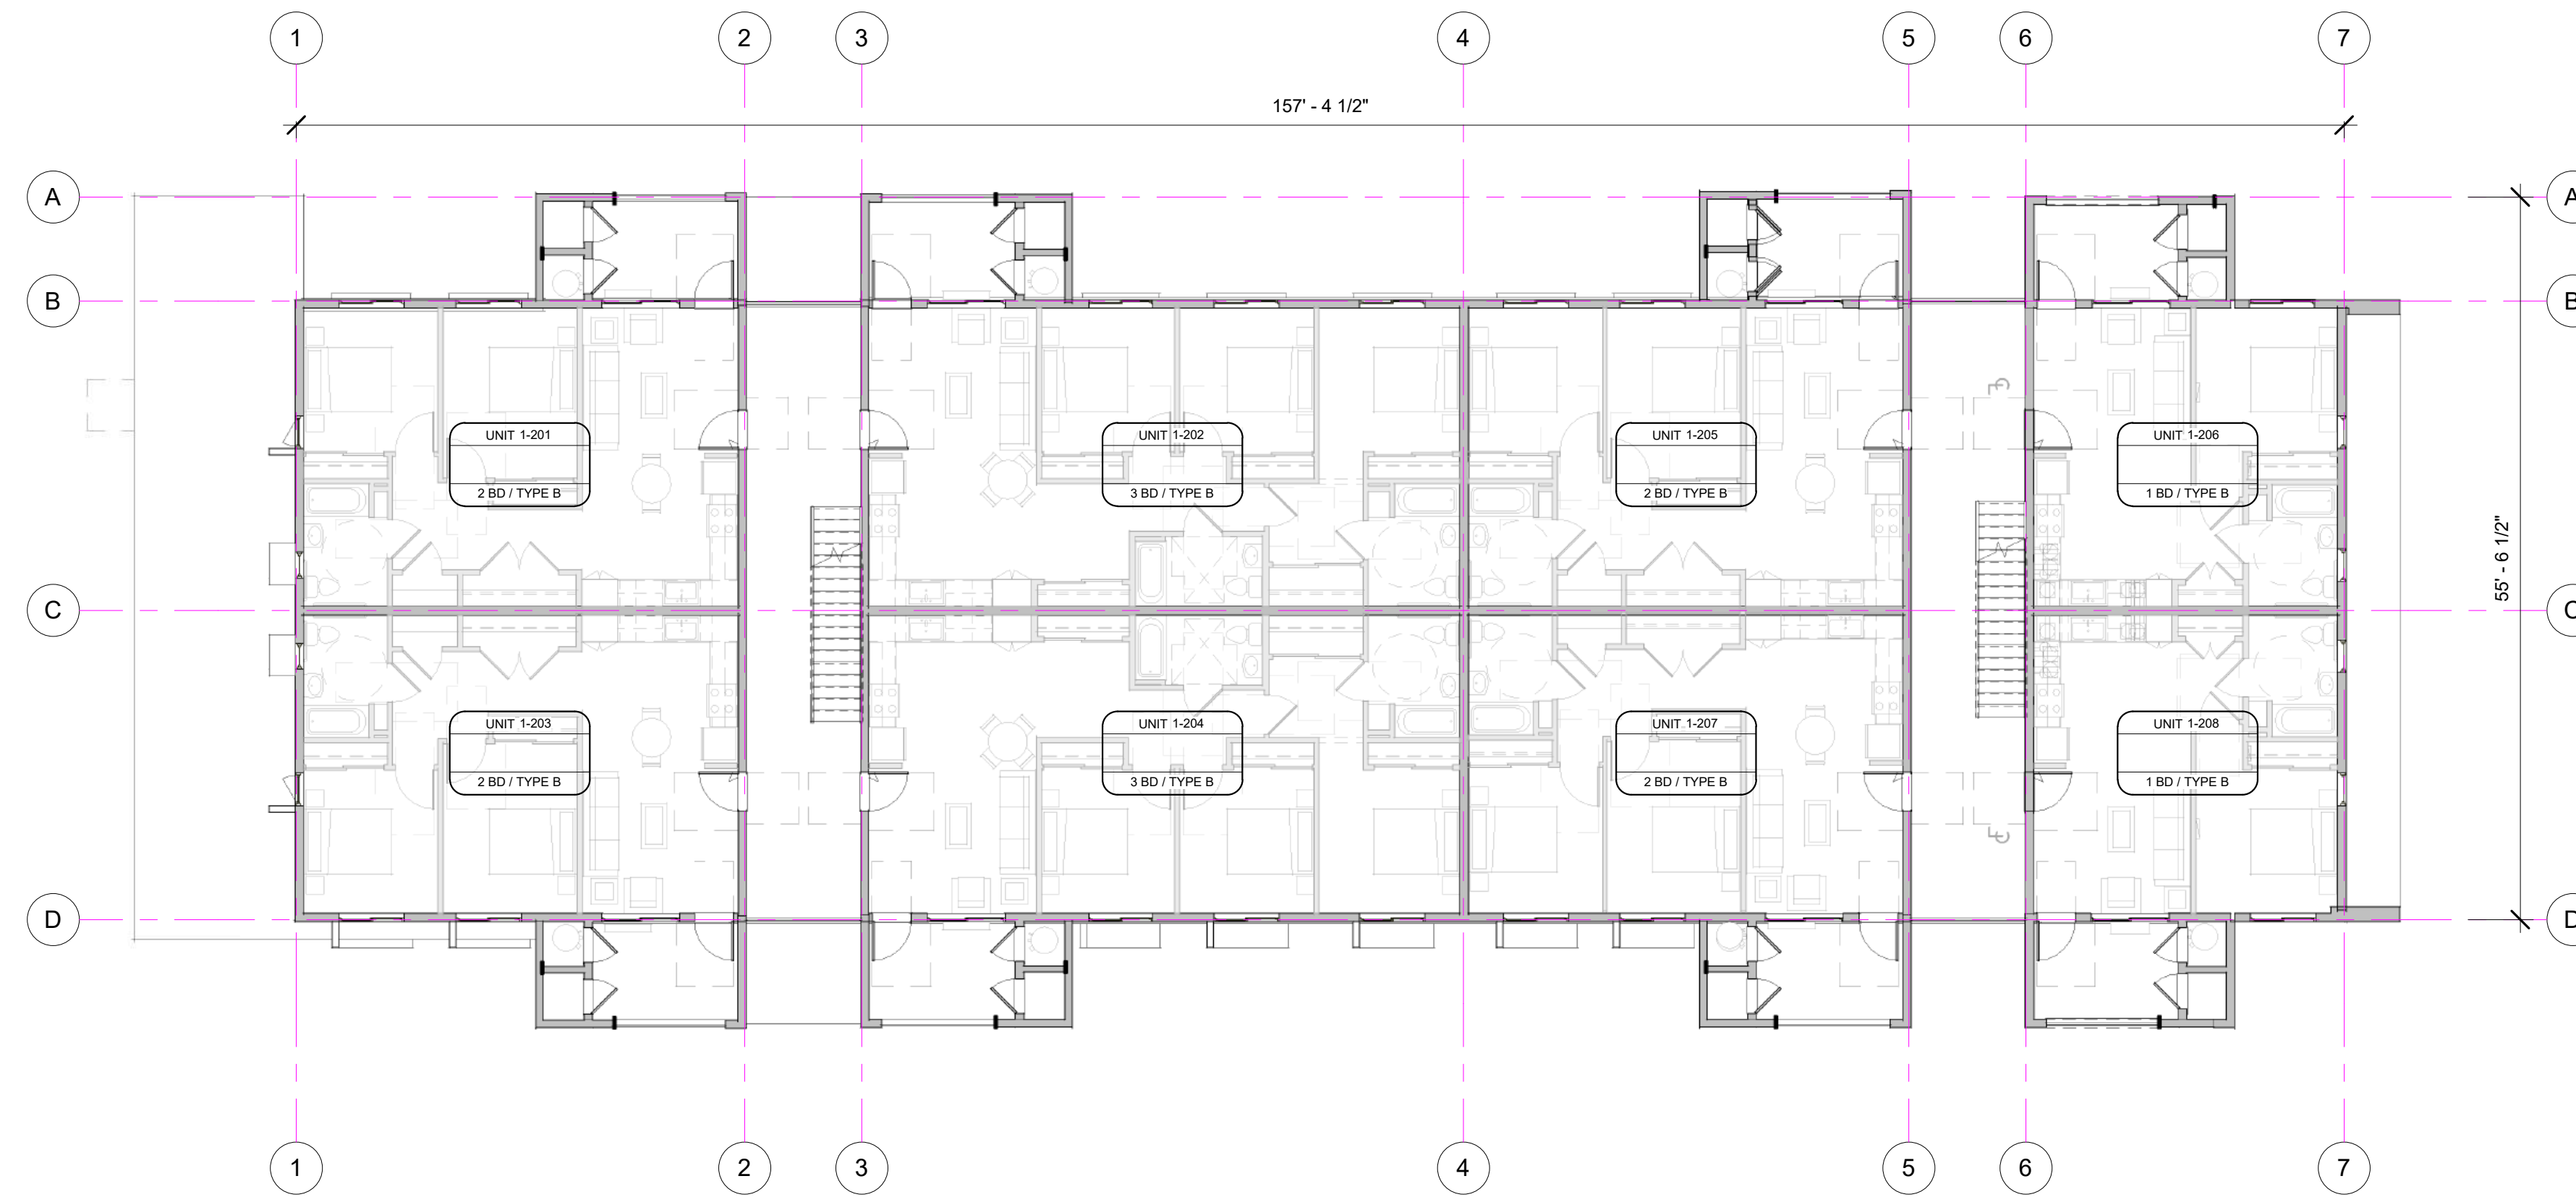 1 2 3 4 5 6 7
157' - 4 1/2"
A A
B B
UNIT 1-201 UNIT 1-202 UNIT 1-205 UNIT 1-206
2 BD / TYPE B 3 BD / TYPE B 2 BD / TYPE B 1 BD / TYPE B
55' - 6 1/2"
C C
UNIT 1-203 UNIT 1-204 UNIT 1-207 UNIT 1-208
2 BD / TYPE B 3 BD / TYPE B 2 BD / TYPE B 1 BD / TYPE B
D D
1 2 3 4 5 6 7